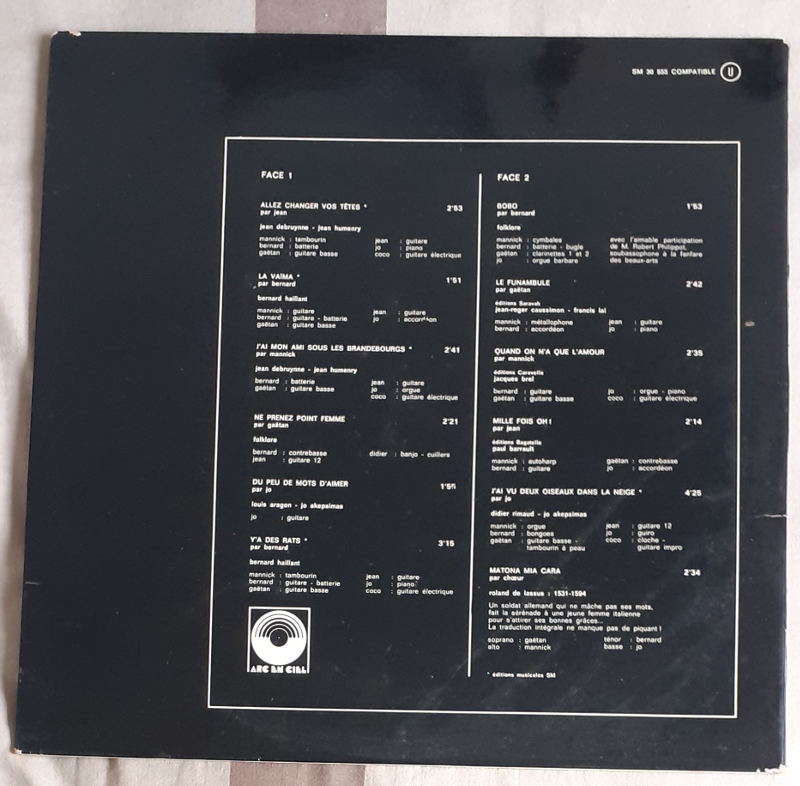 SM 30 553 COMPATIBLE U
FACE 1
ALLEZ CHANGER VOS TÊTES * 2'53
par jean
jean debruynne - jean humenry
mannick : tambourin jean : guitare
bernard : batterie jo : piano
gaëtan : guitare basse coco : guitare électrique
LA VAÏMA * 1'51
par bernard
bernard haillant
mannick : guitare jean : guitare
bernard : guitare - batterie jo : accordéon
gaëtan : guitare basse
J'AI MON AMI SOUS LES BRANDEBOURGS * 2'41
par mannick
jean debruynne - jean humenry
bernard : batterie jean : guitare
gaëtan : guitare basse jo : orgue
coco : guitare électrique
NE PRENEZ POINT FEMME 2'21
par gaëtan
folklore
bernard : contrebasse didier : banjo - cuillers
jean : guitare 12
DU PEU DE MOTS D'AIMER 1'55
par jo
louis aragon - jo akepsimas
jo : guitare
Y'A DES RATS * 3'15
par bernard
bernard haillant
mannick : tambourin jean : guitare
bernard : guitare - batterie jo : piano
gaëtan : guitare basse coco : guitare électrique
ARC EN CIEL
FACE 2
BOBO 1'53
par bernard
folklore
mannick : cymbales avec l'aimable participation
bernard : batterie - bugle de M. Robert Philippot,
gaëtan : clarinettes 1 et 2 soubassophone à la fanfare
jo : orgue barbare des beaux-arts
LE FUNAMBULE 2'42
par gaëtan
éditions Saravah
jean-roger caussimon - francis lai
mannick : métallophone jean : guitare
bernard : accordéon jo : piano
QUAND ON N'A QUE L'AMOUR 2'35
par mannick
éditions Caravelle
jacques brel
bernard : guitare jo : orgue - piano
gaëtan : guitare basse coco : guitare électrique
MILLE FOIS OH ! 2'14
par jean
éditions Bagatelle
paul barrault
mannick : autoharp gaëtan : contrebasse
bernard : guitare jo : accordéon
J'AI VU DEUX OISEAUX DANS LA NEIGE * 4'25
par jo
didier rimaud - jo akepsimas
mannick : orgue jean : guitare 12
bernard : bongoes jo : guiro
gaëtan : guitare basse - coco : cloche -
tambourin à peau guitare impro
MATONA MIA CARA 2'34
par chœur
roland de lassus : 1531-1594
Un soldat allemand qui ne mâche pas ses mots,
fait la sérénade à une jeune femme italienne
pour s'attirer ses bonnes grâces...
La traduction intégrale ne manque pas de piquant !
soprano : gaëtan ténor : bernard
alto : mannick basse : jo
* éditions musicales SM